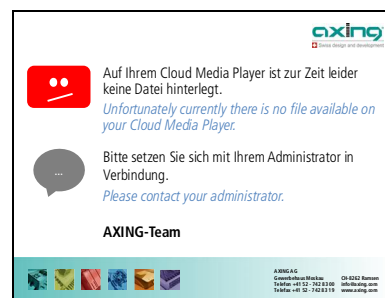 axing
Swiss design and development
Auf Ihrem Cloud Media Player ist zur Zeit leider
keine Datei hinterlegt.
Unfortunately currently there is no file available on
your Cloud Media Player.
...
Bitte setzen Sie sich mit Ihrem Administrator in
Verbindung.
Please contact your administrator.
AXING-Team
AXING AG
Gewerbehaus Moskau CH-8262 Ramsen
Telefon +41 52 - 742 83 00 info@axing.com
Telefax +41 52 - 742 83 19 www.axing.com